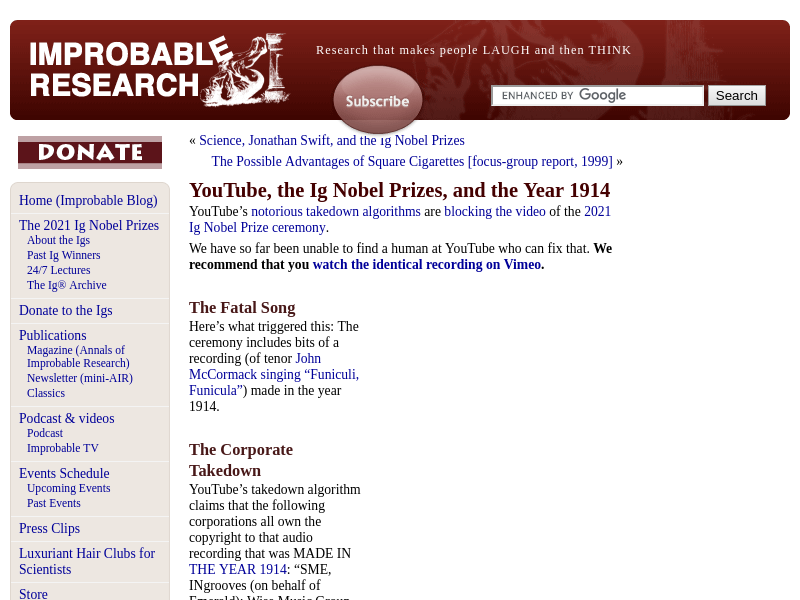 IMPROBABLE
RESEARCH
Research that makes people LAUGH and then THINK
Subscribe
ENHANCED BY Google
Search
DONATE
Home (Improbable Blog)
The 2021 Ig Nobel Prizes
About the Igs
Past Ig Winners
24/7 Lectures
The Ig® Archive
Donate to the Igs
Publications
Magazine (Annals of
Improbable Research)
Newsletter (mini-AIR)
Classics
Podcast & videos
Podcast
Improbable TV
Events Schedule
Upcoming Events
Past Events
Press Clips
Luxuriant Hair Clubs for
Scientists
Store
« Science, Jonathan Swift, and the Ig Nobel Prizes
The Possible Advantages of Square Cigarettes [focus-group report, 1999] »
YouTube, the Ig Nobel Prizes, and the Year 1914
YouTube’s notorious takedown algorithms are blocking the video of the 2021
Ig Nobel Prize ceremony.
We have so far been unable to find a human at YouTube who can fix that. We
recommend that you watch the identical recording on Vimeo.
The Fatal Song
Here’s what triggered this: The
ceremony includes bits of a
recording (of tenor John
McCormack singing “Funiculi,
Funicula”) made in the year
1914.
The Corporate
Takedown
YouTube’s takedown algorithm
claims that the following
corporations all own the
copyright to that audio
recording that was MADE IN
THE YEAR 1914: “SME,
INgrooves (on behalf of
Emerald); Wise Music Group